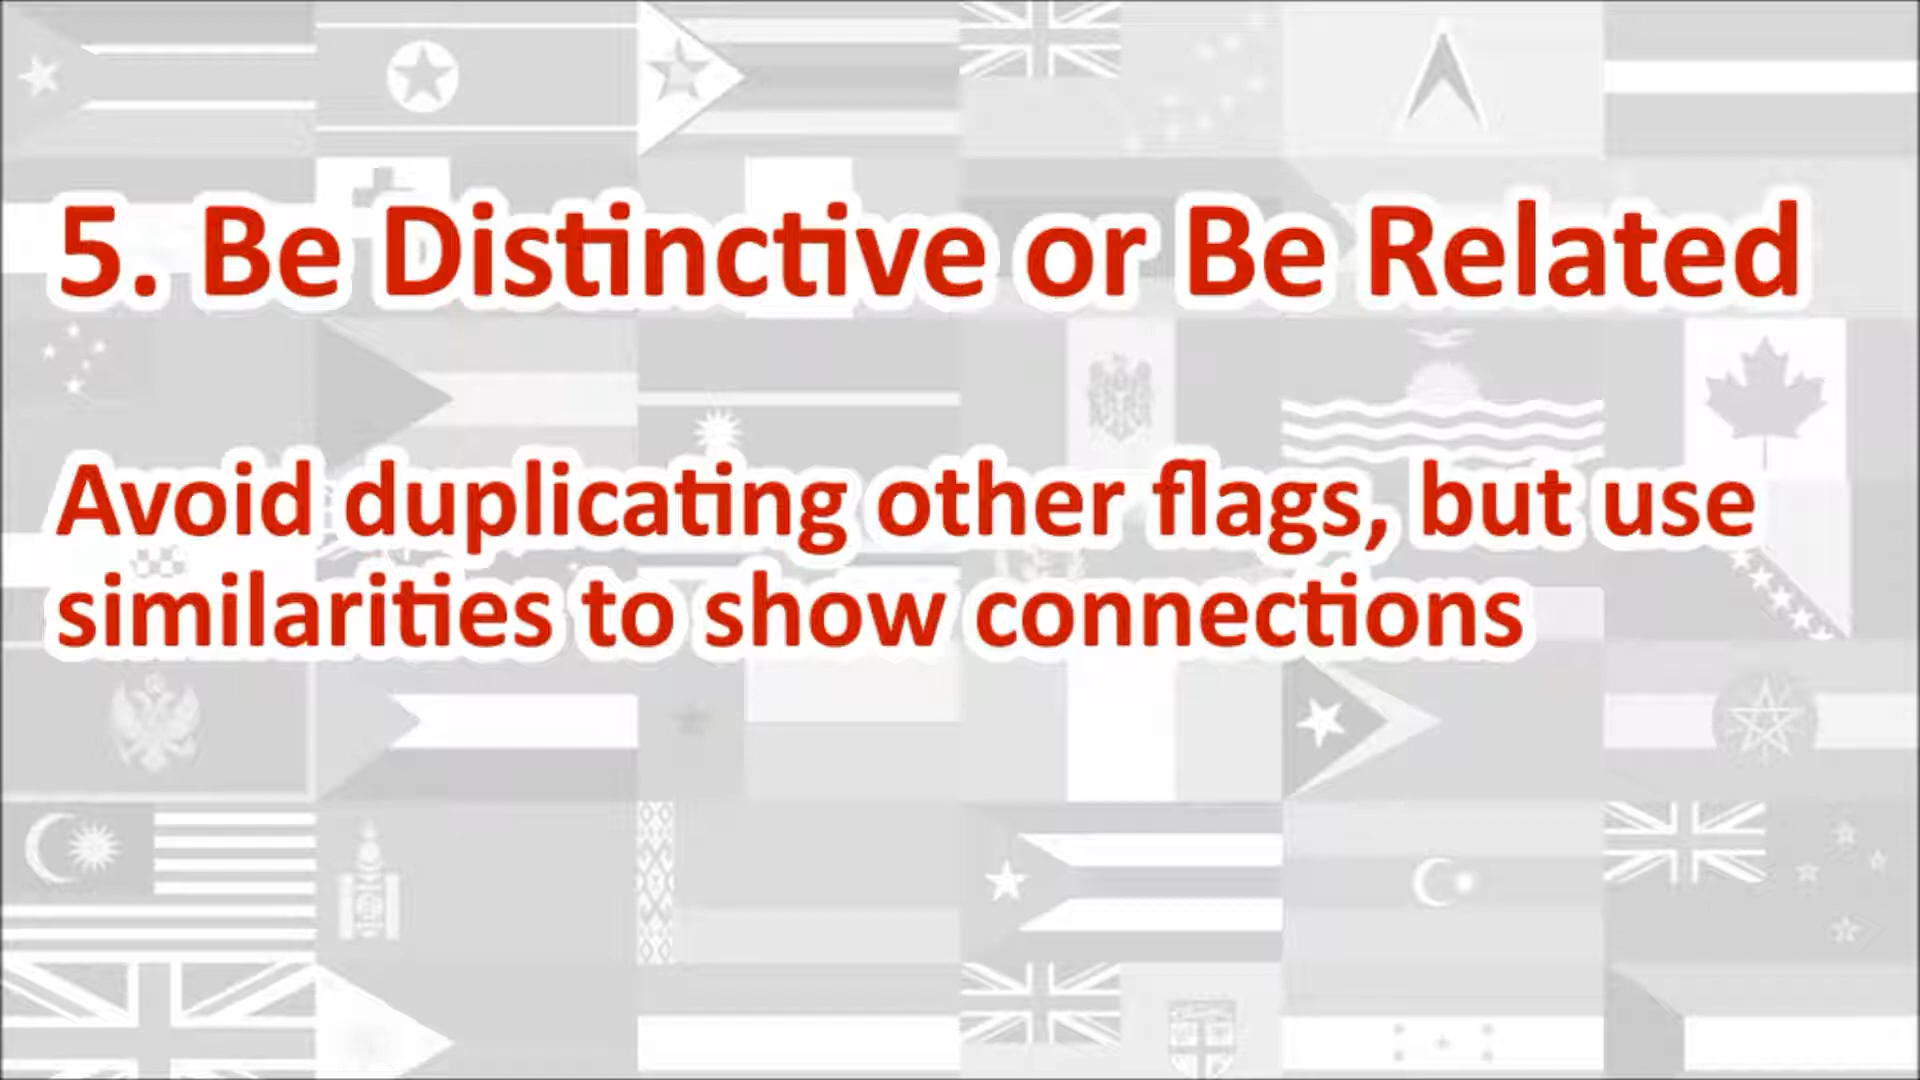 5. Be Distinctive or Be Related
Avoid duplicating other flags, but use
similarities to show connections